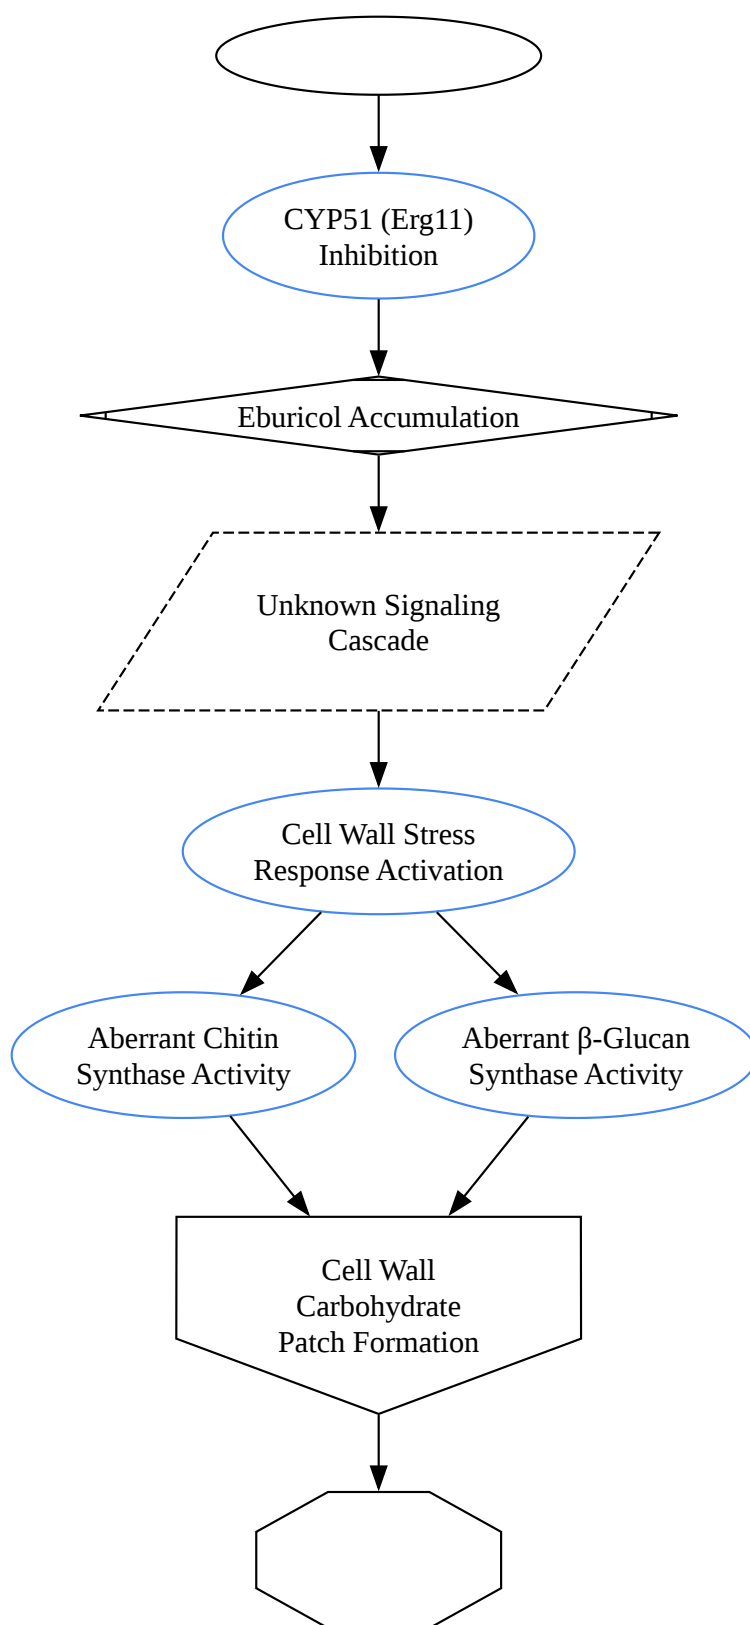 CYP51 (Erg11)
Inhibition
Eburicol Accumulation
Unknown Signaling
Cascade
Cell Wall Stress
Response Activation
Aberrant Chitin
Synthase Activity
Aberrant β-Glucan
Synthase Activity
Cell Wall
Carbohydrate
Patch Formation